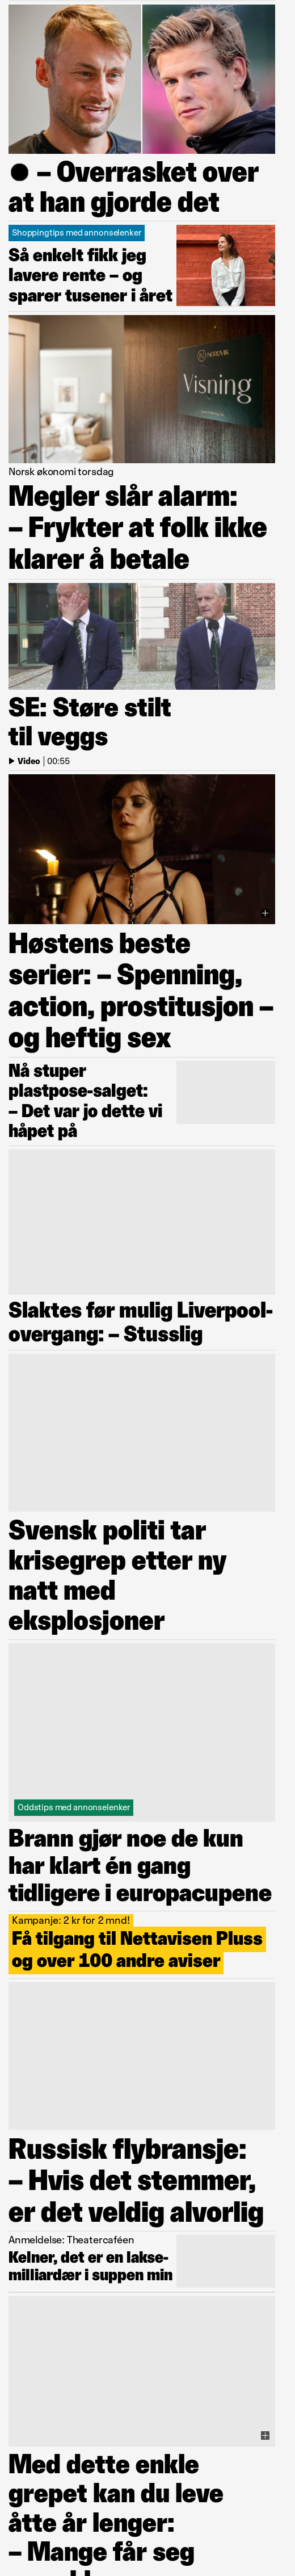 – Overrasket over
at han gjorde det
Shoppingtips med annonselenker
Så enkelt fikk jeg
lavere rente – og
sparer tusener i året
NORDVIK
Visning
Norsk økonomi torsdag
Megler slår alarm:
– Frykter at folk ikke
klarer å betale
SE: Støre stilt
til veggs
Video | 00:55
Høstens beste
serier: – Spenning,
action, prostitusjon –
og heftig sex
Nå stuper
plastpose-salget:
– Det var jo dette vi
håpet på
Slaktes før mulig Liverpool-
overgang: – Stusslig
Svensk politi tar
krisegrep etter ny
natt med
eksplosjoner
Oddstips med annonselenker
Brann gjør noe de kun
har klart én gang
tidligere i europacupene
Kampanje: 2 kr for 2 mnd!
Få tilgang til Nettavisen Pluss
og over 100 andre aviser
Russisk flybransje:
– Hvis det stemmer,
er det veldig alvorlig
Anmeldelse: Theatercaféen
Kelner, det er en lakse-
milliardær i suppen min
Med dette enkle
grepet kan du leve
åtte år lenger:
– Mange får seg